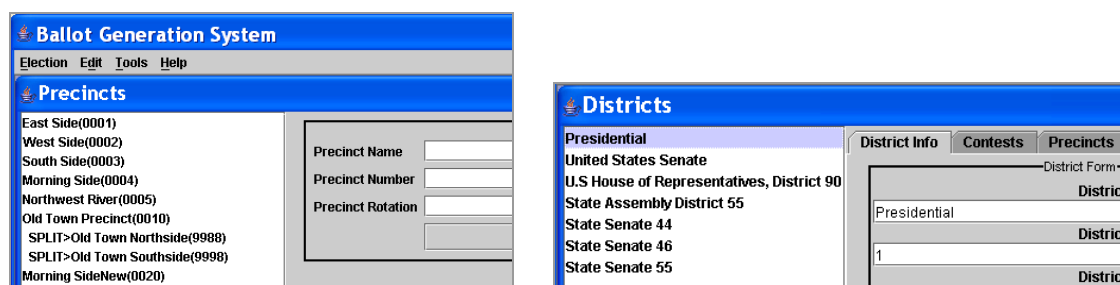 Ballot Generation System
Election Edit Tools Help
Precincts
East Side(0001)
West Side(0002)
South Side(0003)
Morning Side(0004)
Northwest River(0005)
Old Town Precinct(0010)
SPLIT>Old Town Northside(9988)
SPLIT>Old Town Southside(9998)
Morning SideNew(0020)
Precinct Name
Precinct Number
Precinct Rotation
Districts
Presidential
United States Senate
U.S House of Representatives, District 90
State Assembly District 55
State Senate 44
State Senate 46
State Senate 55
District Info Contests Precincts
District Form
Distric
Presidential
Distric
1
Distric